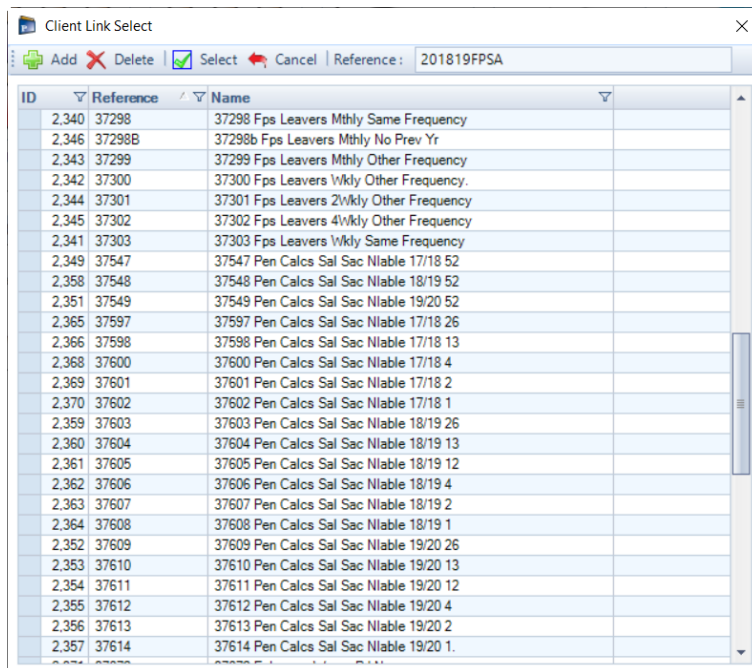 Client Link Select
Add Delete Select Cancel Reference: 201819FPSA
ID Reference Name
2,340 37298 37298 Fps Leavers Mthly Same Frequency
2,346 37298B 37298b Fps Leavers Mthly No Prev Yr
2,343 37299 37299 Fps Leavers Mthly Other Frequency
2,342 37300 37300 Fps Leavers Wkly Other Frequency.
2,344 37301 37301 Fps Leavers 2Wkly Other Frequency
2,345 37302 37302 Fps Leavers 4Wkly Other Frequency
2,341 37303 37303 Fps Leavers Wkly Same Frequency
2,349 37547 37547 Pen Calcs Sal Sac Nlable 17/18 52
2,358 37548 37548 Pen Calcs Sal Sac Nlable 18/19 52
2,351 37549 37549 Pen Calcs Sal Sac Nlable 19/20 52
2,365 37597 37597 Pen Calcs Sal Sac Nlable 17/18 26
2,366 37598 37598 Pen Calcs Sal Sac Nlable 17/18 13
2,368 37600 37600 Pen Calcs Sal Sac Nlable 17/18 4
2,369 37601 37601 Pen Calcs Sal Sac Nlable 17/18 2
2,370 37602 37602 Pen Calcs Sal Sac Nlable 17/18 1
2,359 37603 37603 Pen Calcs Sal Sac Nlable 18/19 26
2,360 37604 37604 Pen Calcs Sal Sac Nlable 18/19 13
2,361 37605 37605 Pen Calcs Sal Sac Nlable 18/19 12
2,362 37606 37606 Pen Calcs Sal Sac Nlable 18/19 4
2,363 37607 37607 Pen Calcs Sal Sac Nlable 18/19 2
2,364 37608 37608 Pen Calcs Sal Sac Nlable 18/19 1
2,352 37609 37609 Pen Calcs Sal Sac Nlable 19/20 26
2,353 37610 37610 Pen Calcs Sal Sac Nlable 19/20 13
2,354 37611 37611 Pen Calcs Sal Sac Nlable 19/20 12
2,355 37612 37612 Pen Calcs Sal Sac Nlable 19/20 4
2,356 37613 37613 Pen Calcs Sal Sac Nlable 19/20 2
2,357 37614 37614 Pen Calcs Sal Sac Nlable 19/20 1.